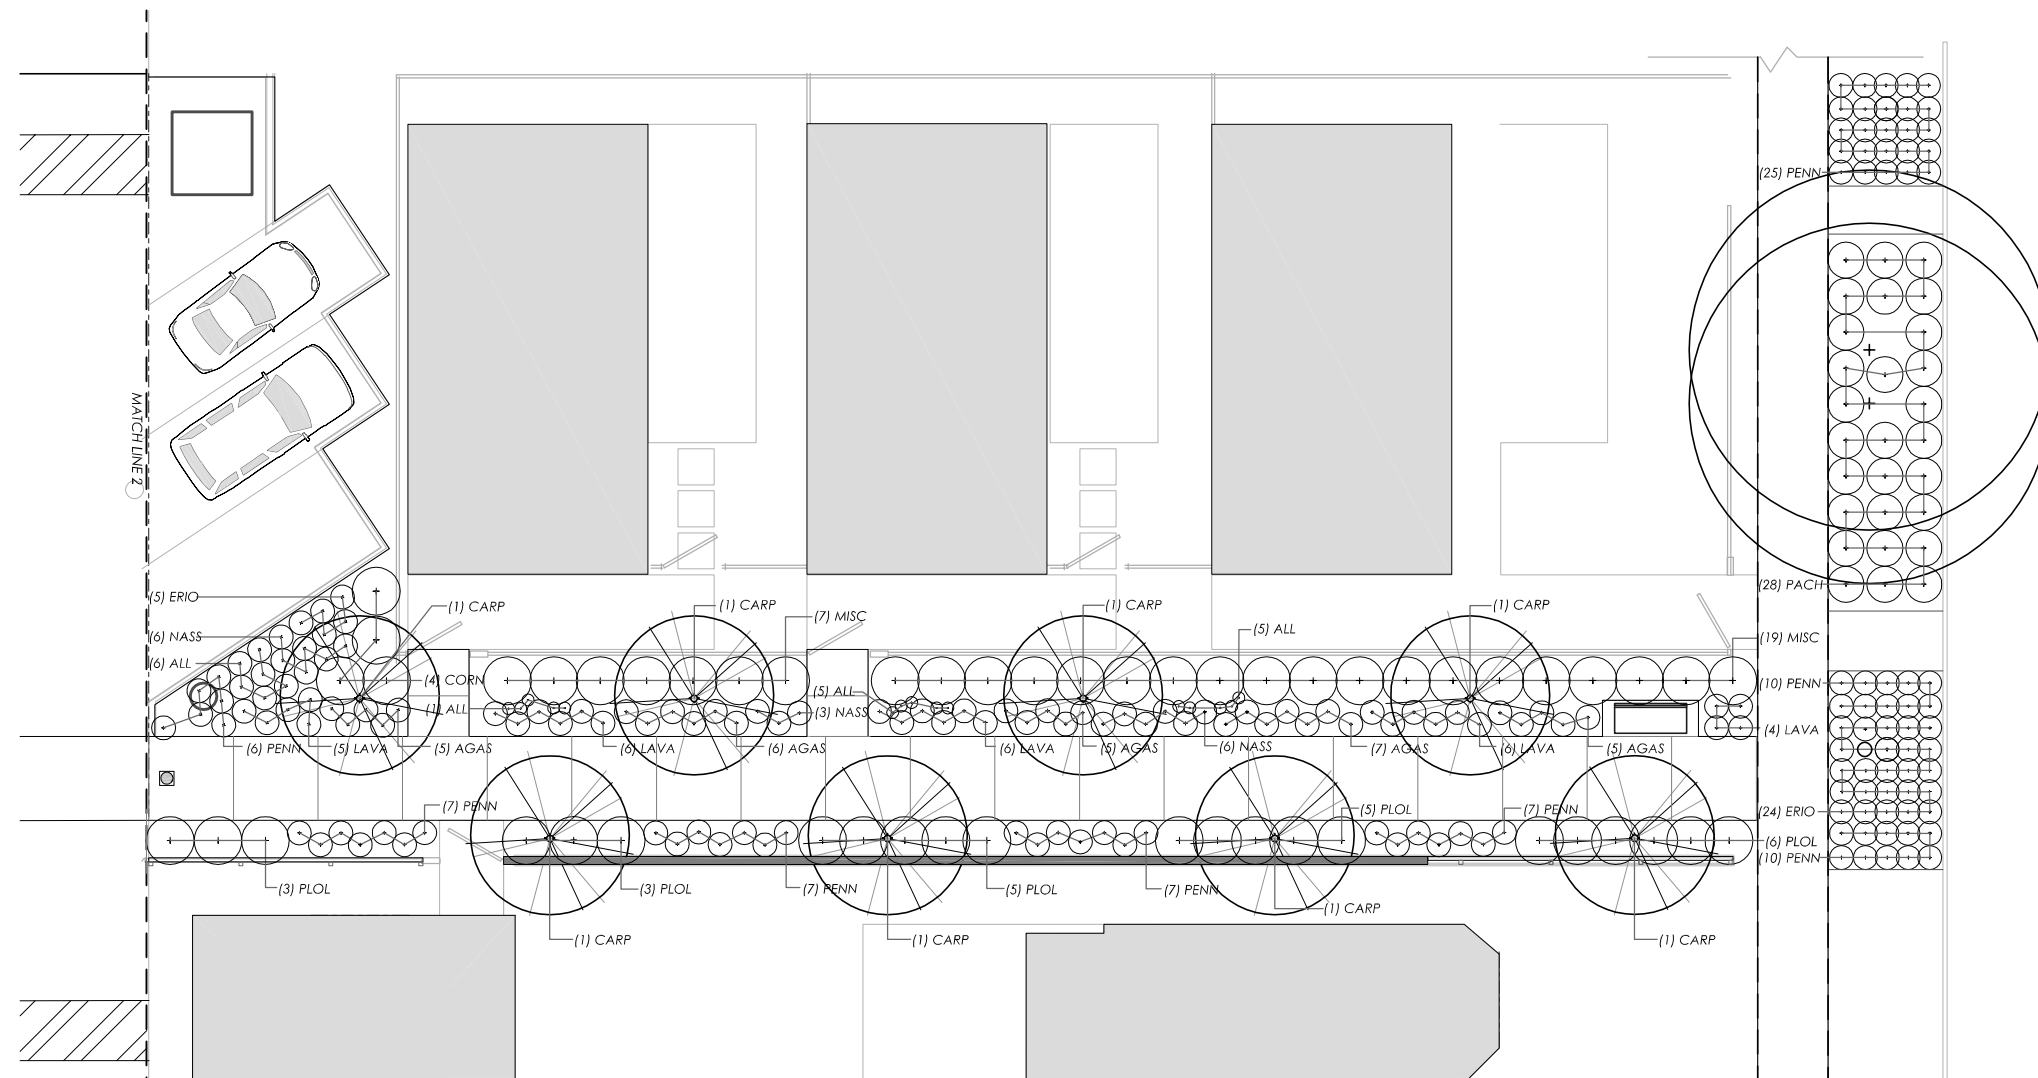 (25) PENN
MATCH LINE 2
(28) PACH
(5) ERIO
(1) CARP
(1) CARP
(7) MISC
(1) CARP
(5) ALL
(1) CARP
(6) NASS
(19) MISC
(6) ALL
(4) CORN
(5) ALL
(10) PENN
(1) ALL
(3) NASS
(4) LAVA
(6) PENN
(5) LAVA
(5) AGAS
(6) LAVA
(6) AGAS
(6) LAVA
(5) AGAS
(6) NASS
(7) AGAS
(6) LAVA
(5) AGAS
(7) PENN
(5) PLOL
(7) PENN
(24) ERIO
(6) PLOL
(10) PENN
(3) PLOL
(3) PLOL
(7) PENN
(5) PLOL
(7) PENN
(1) CARP
(1) CARP
(1) CARP
(1) CARP